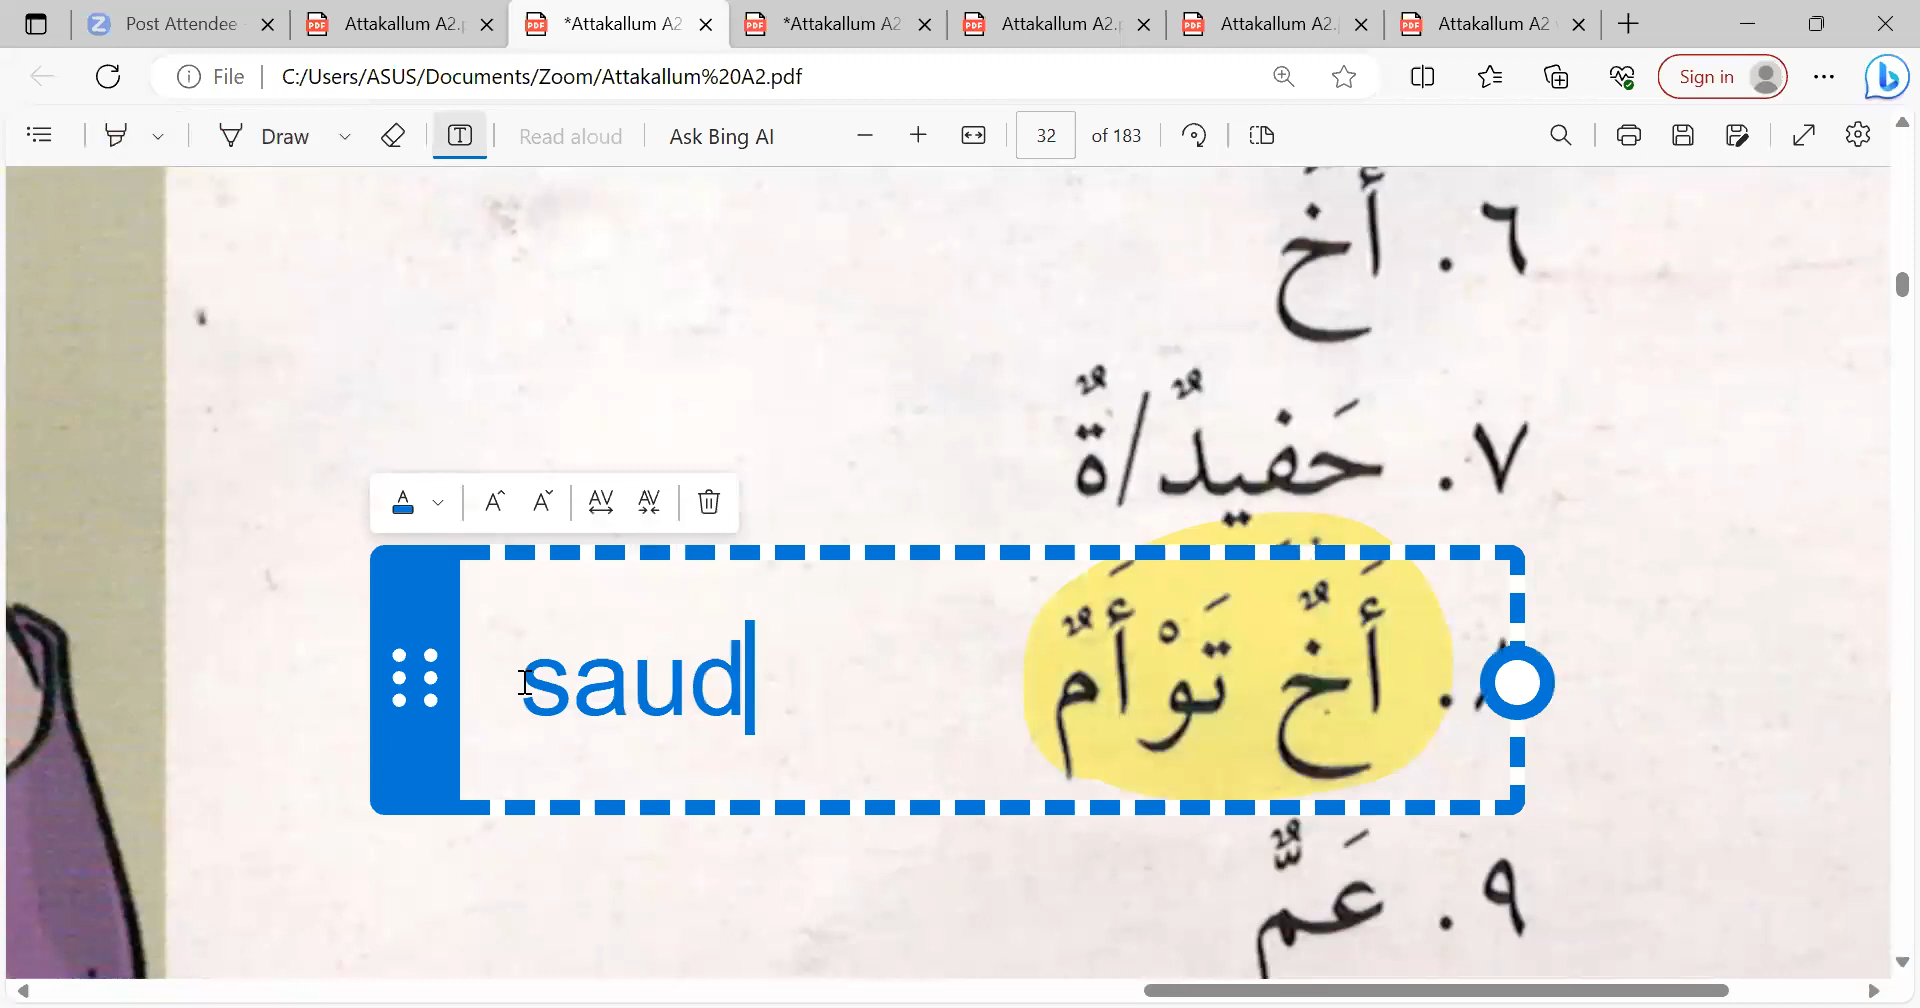 Post Attendee
Attakallum A2.p
*Attakallum A2
*Attakallum A2
Attakallum A2.p
Attakallum A2.
Attakallum A2
File
C:/Users/ASUS/Documents/Zoom/Attakallum%20A2.pdf
Sign in
Draw
Read aloud
Ask Bing AI
32 of 183
٦. أَخٌ
٧. حَفِيدٌ/ةٌ
saud
٨. أَخٌ تَوْأَمٌ
٩. عَمٌّ